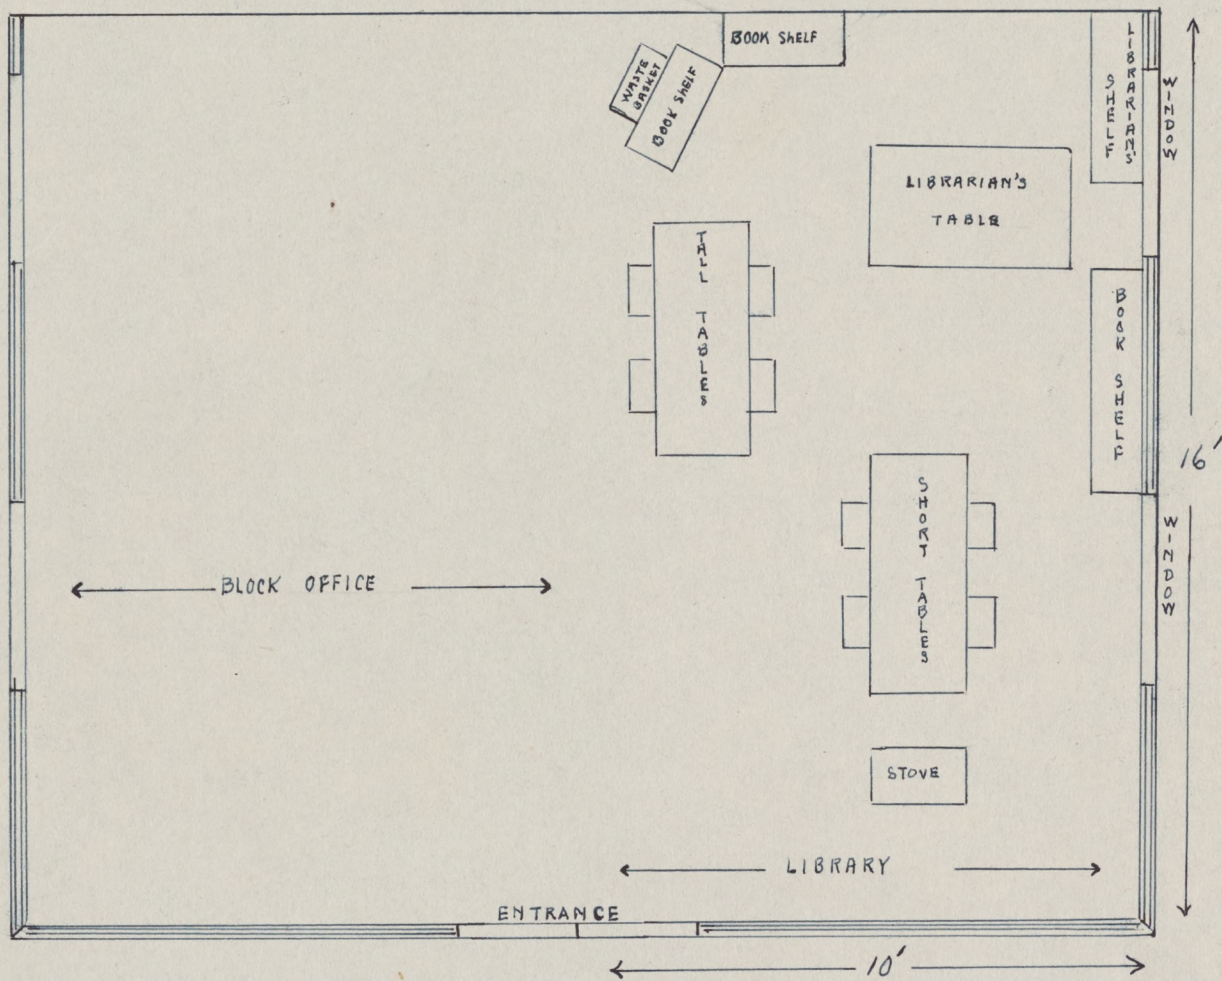 BOOK SHELF
WASTE
BASKET
BOOK SHELF
LIBRARIAN'S
SHELF
WINDOW
LIBRARIAN'S
TABLE
TALL TABLES
BOOK SHELF
16'
SHORT TABLES
WINDOW
BLOCK OFFICE
STOVE
LIBRARY
ENTRANCE
10'